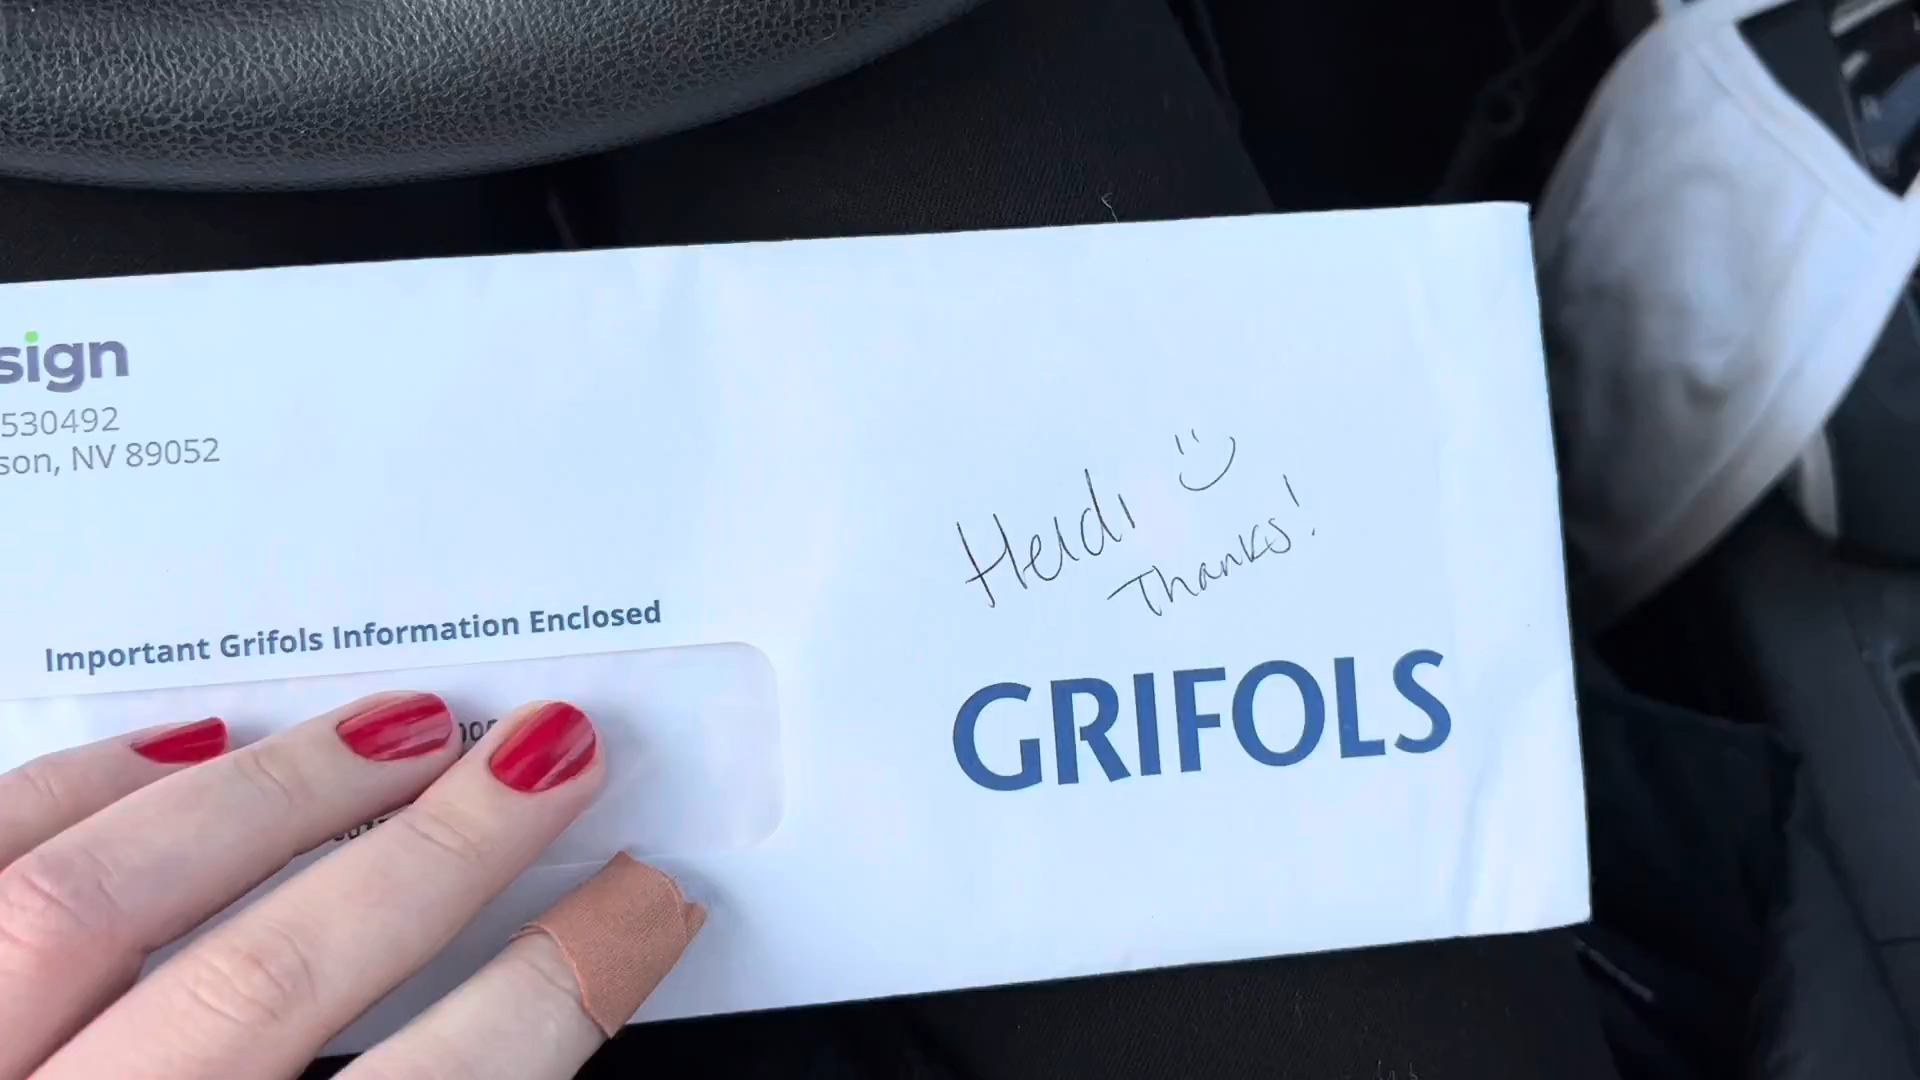 sign
530492
son, NV 89052
Heidi
Thanks!
Important Grifols Information Enclosed
GRIFOLS